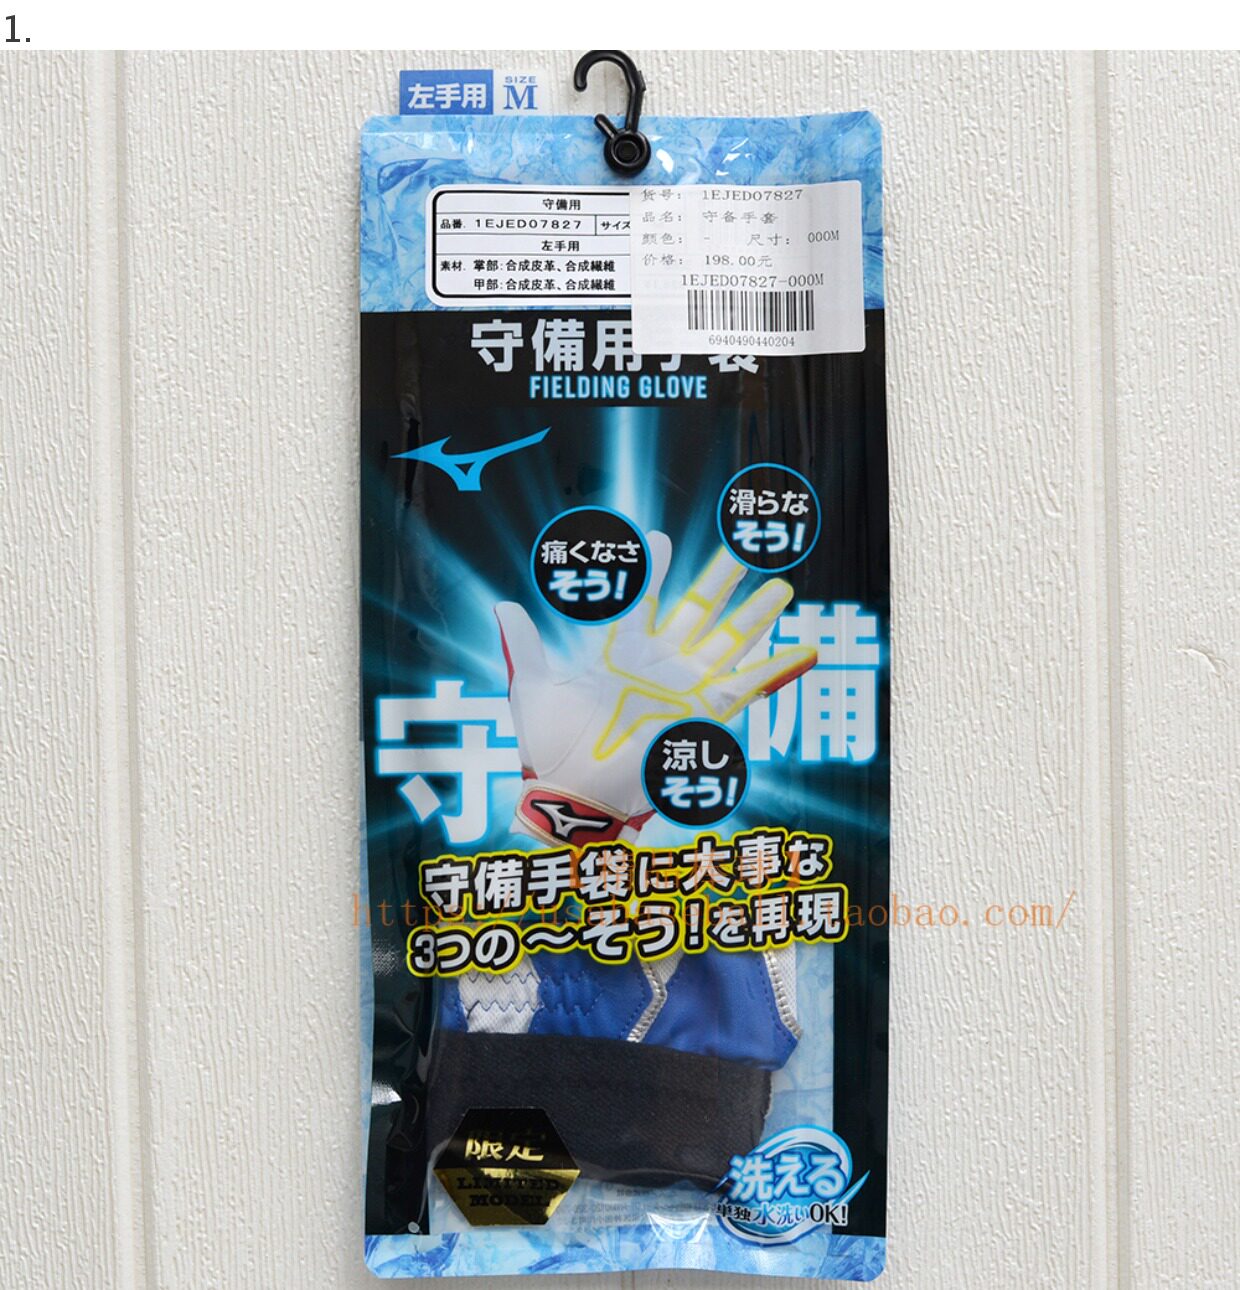 1.
左手用
SIZE
M
守備用
品番. 1EJED07827 サイズ
左手用
素材. 掌部:合成皮革、合成繊維
甲部:合成皮革、合成繊維
货号: 1EJED07827
品名: 守备手套
颜色: - 尺寸: 000M
价格: 198.00元
1EJED07827-000M
6940490440204
守備用手袋
FIELDING GLOVE
滑らな
そう!
痛くなさ
そう!
守備
涼し
そう!
守備手袋に大事な
3つの〜そう!を再現
限定
LIMITED
MODEL
洗える
単独水洗いOK!